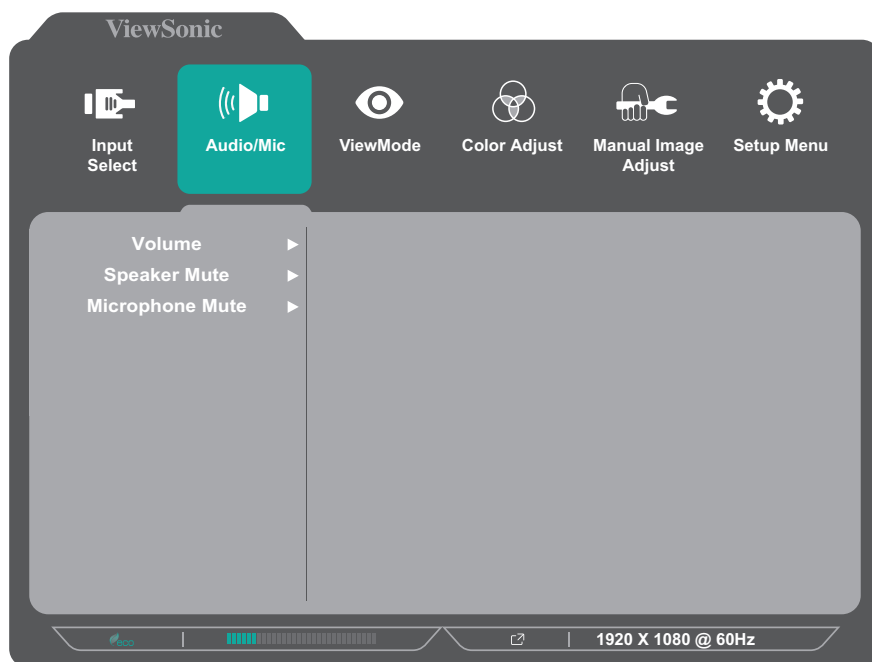 ViewSonic
Input
Select
Audio/Mic
ViewMode
Color Adjust
Manual Image
Adjust
Setup Menu
Volume
Speaker Mute
Microphone Mute
eco
1920 X 1080 @ 60Hz